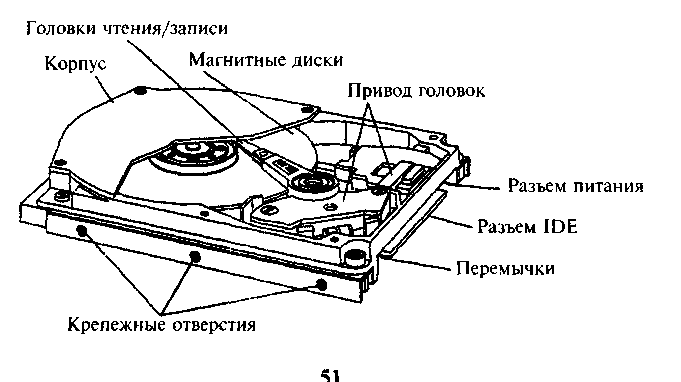 Головки чтения/записи
Корпус
Магнитные диски
Привод головок
Разъем питания
Разъем IDE
Перемычки
Крепежные отверстия
51